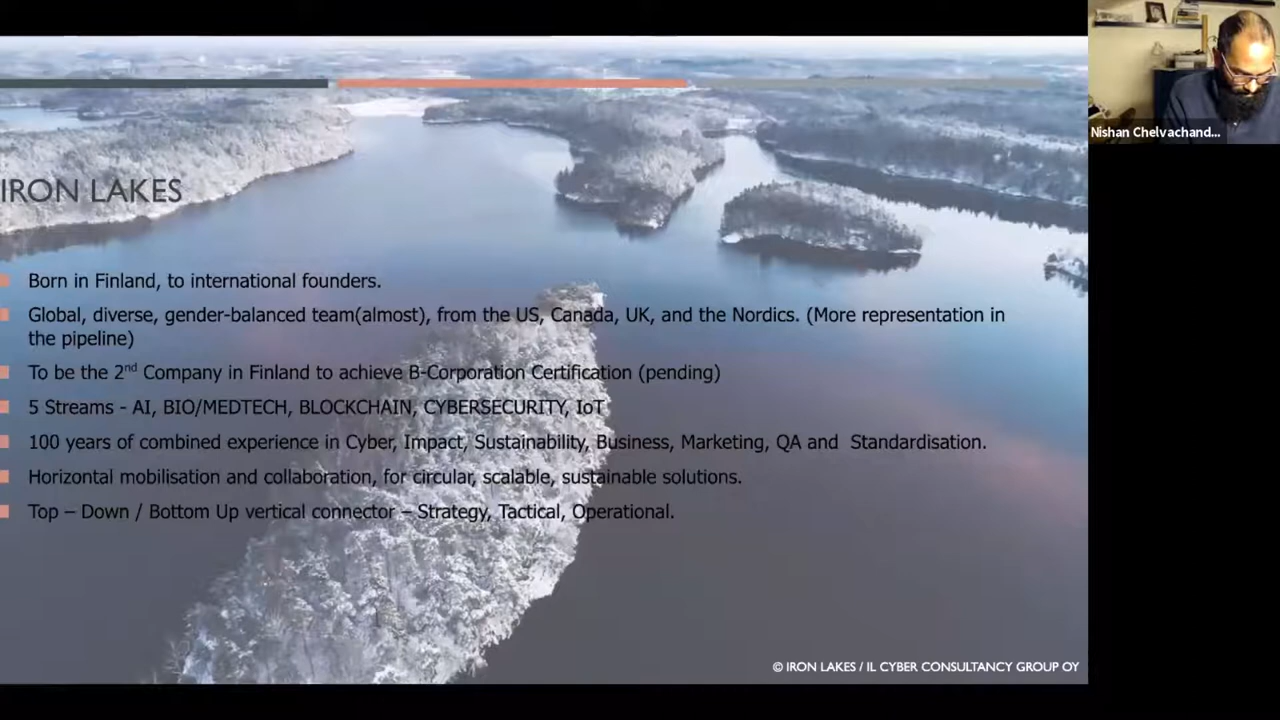 Nishan Chelvachand...
IRON LAKES
Born in Finland, to international founders.
Global, diverse, gender-balanced team(almost), from the US, Canada, UK, and the Nordics. (More representation in
the pipeline)
To be the 2nd Company in Finland to achieve B-Corporation Certification (pending)
5 Streams - AI, BIO/MEDTECH, BLOCKCHAIN, CYBERSECURITY, IoT
100 years of combined experience in Cyber, Impact, Sustainability, Business, Marketing, QA and  Standardisation.
Horizontal mobilisation and collaboration, for circular, scalable, sustainable solutions.
Top – Down / Bottom Up vertical connector – Strategy, Tactical, Operational.
© IRON LAKES / IL CYBER CONSULTANCY GROUP OY